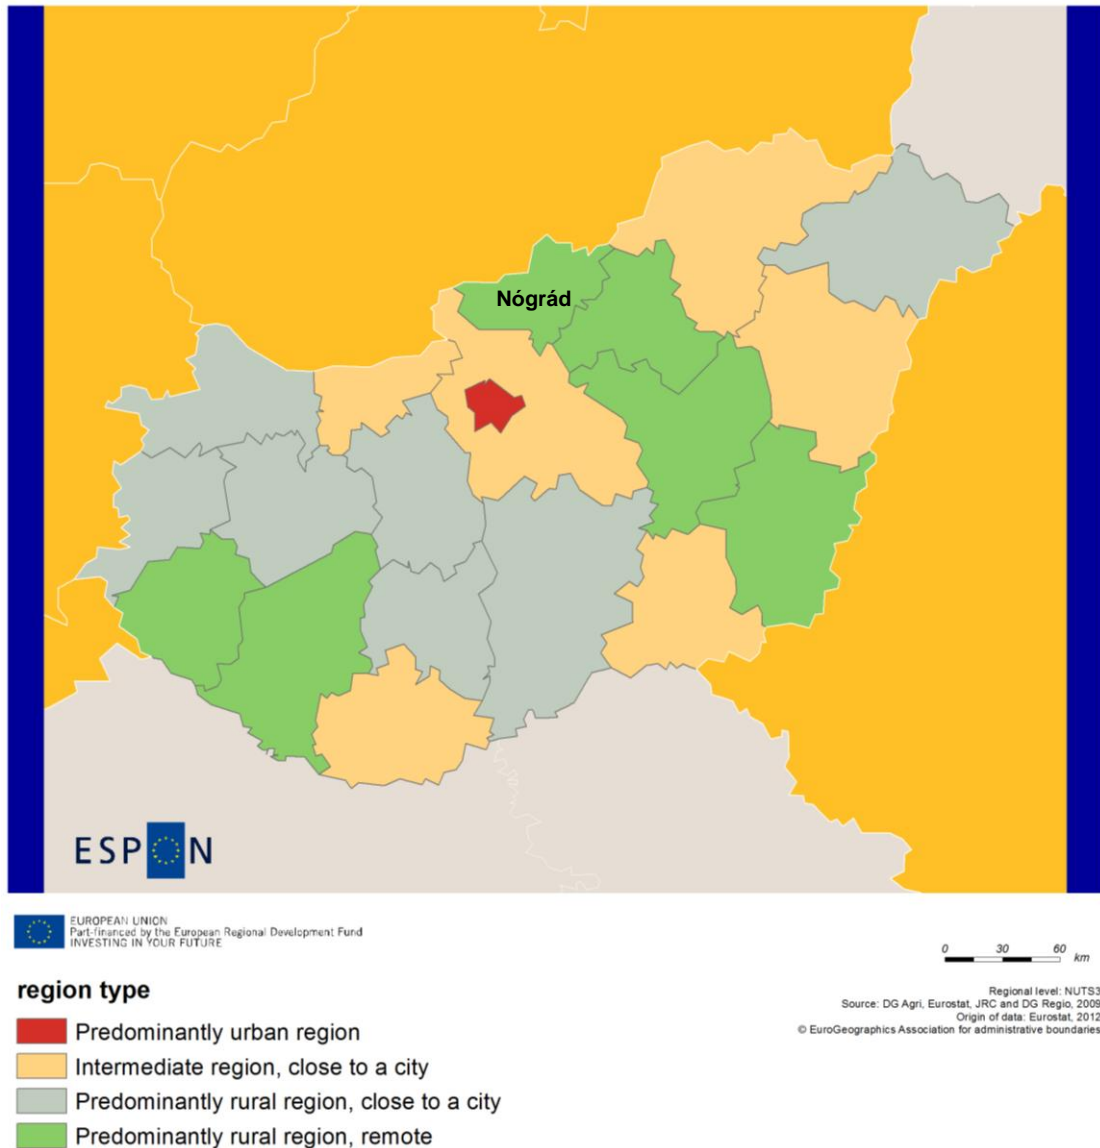 Nógrád
ESPON
EUROPEAN UNION
Part-financed by the European Regional Development Fund
INVESTING IN YOUR FUTURE
0 30 60
km
Regional level: NUTS3
Source: DG Agri, Eurostat, JRC and DG Regio, 2009
Origin of data: Eurostat, 2012
© EuroGeographics Association for administrative boundaries
region type
Predominantly urban region
Intermediate region, close to a city
Predominantly rural region, close to a city
Predominantly rural region, remote